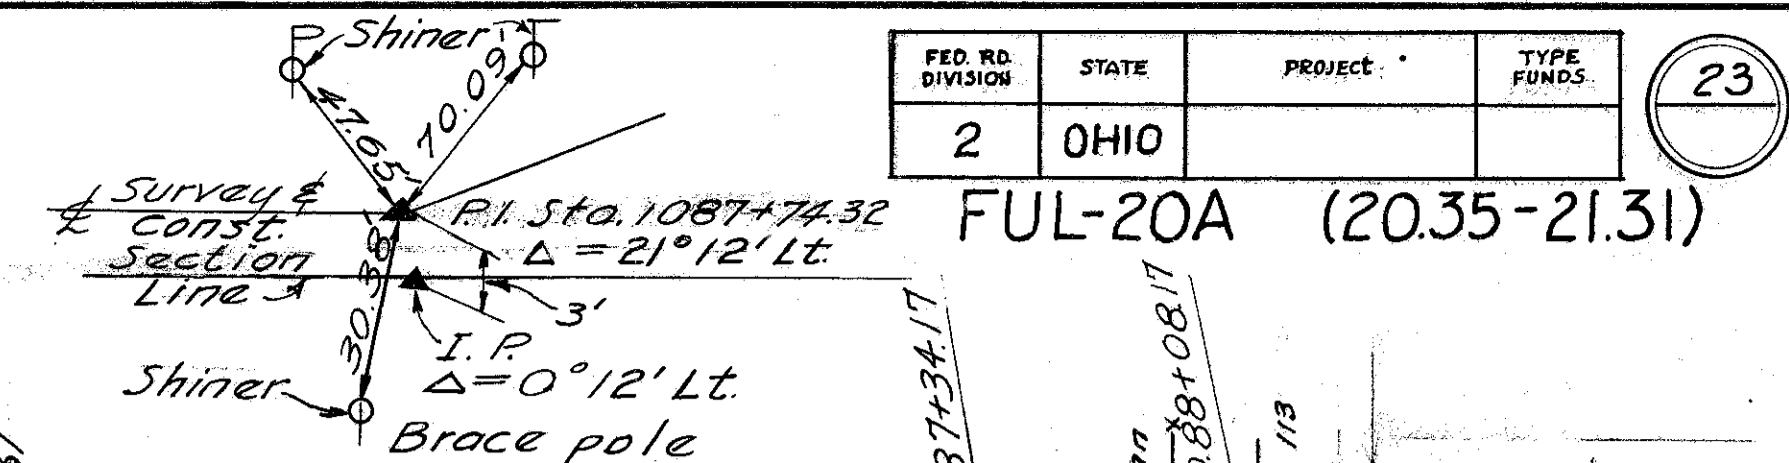 P
Shiner
T
47.65'
70.09'
℄ Survey &
Const.
P.I. Sta. 1087+74.32
Δ = 21° 12' Lt.
Section
Line
3'
30.38'
I. P.
Δ = 0° 12' Lt.
Shiner
Brace pole
FED. RD. DIVISION
STATE
PROJECT
TYPE FUNDS
2
OHIO
23
FUL-20A (20.35-21.31)
37+34.17
88+08.17
113